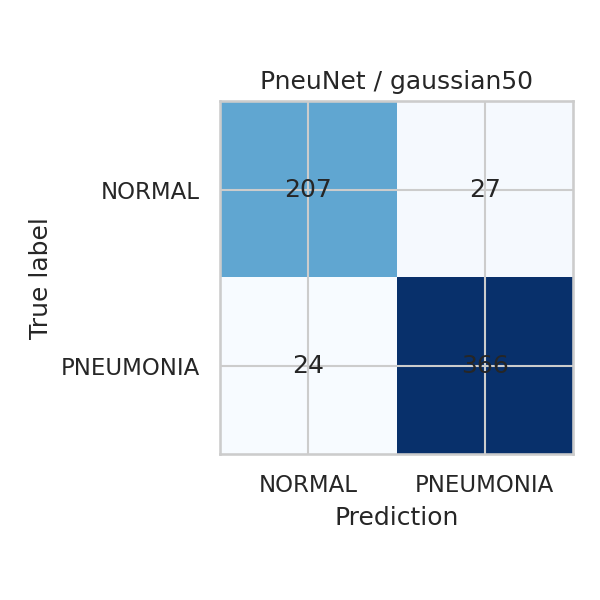 PneuNet / gaussian50
True label
NORMAL
207
27
PNEUMONIA
24
366
NORMAL
PNEUMONIA
Prediction